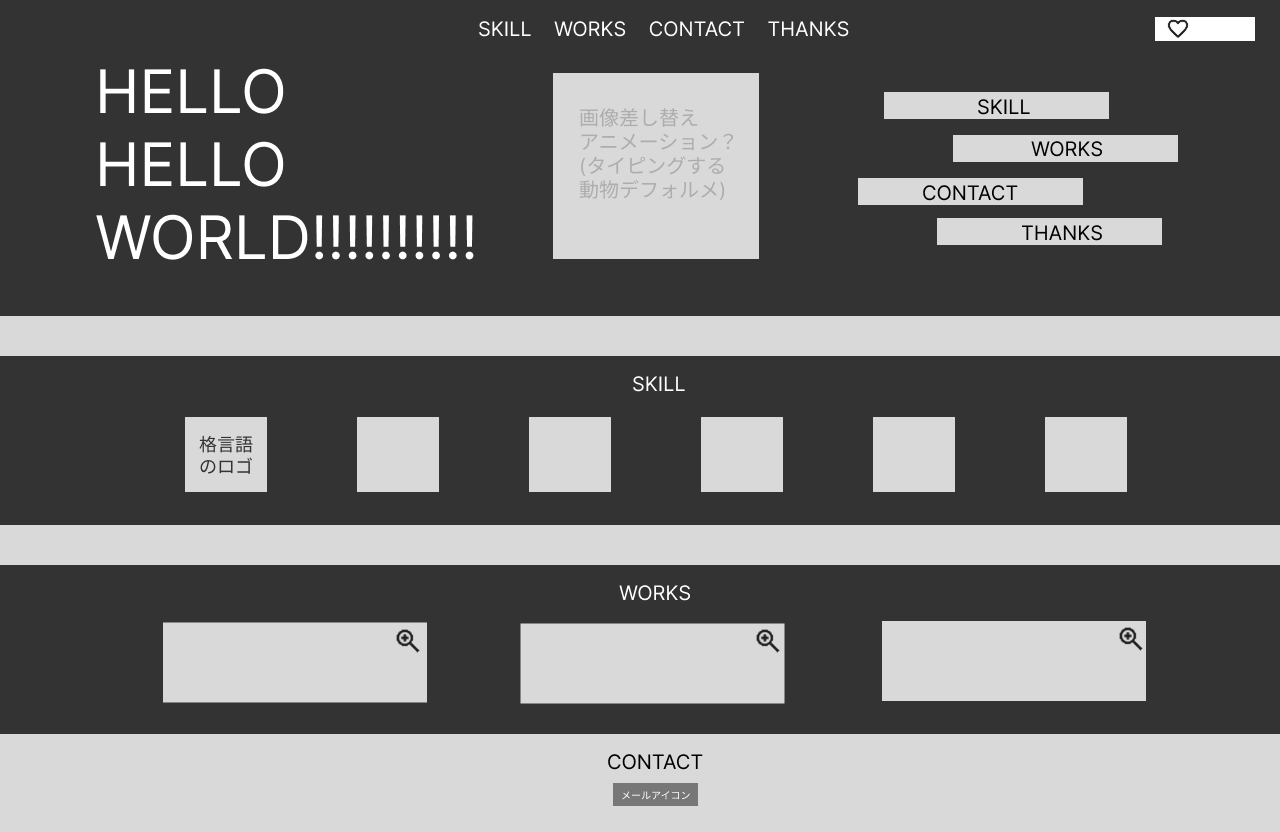 SKILL WORKS CONTACT THANKS
HELLO
HELLO
WORLD!!!!!!!!!!
画像差し替え
アニメーション？
(タイピングする
動物デフォルメ)
SKILL
WORKS
CONTACT
THANKS
SKILL
格言語
のロゴ
WORKS
CONTACT
メールアイコン